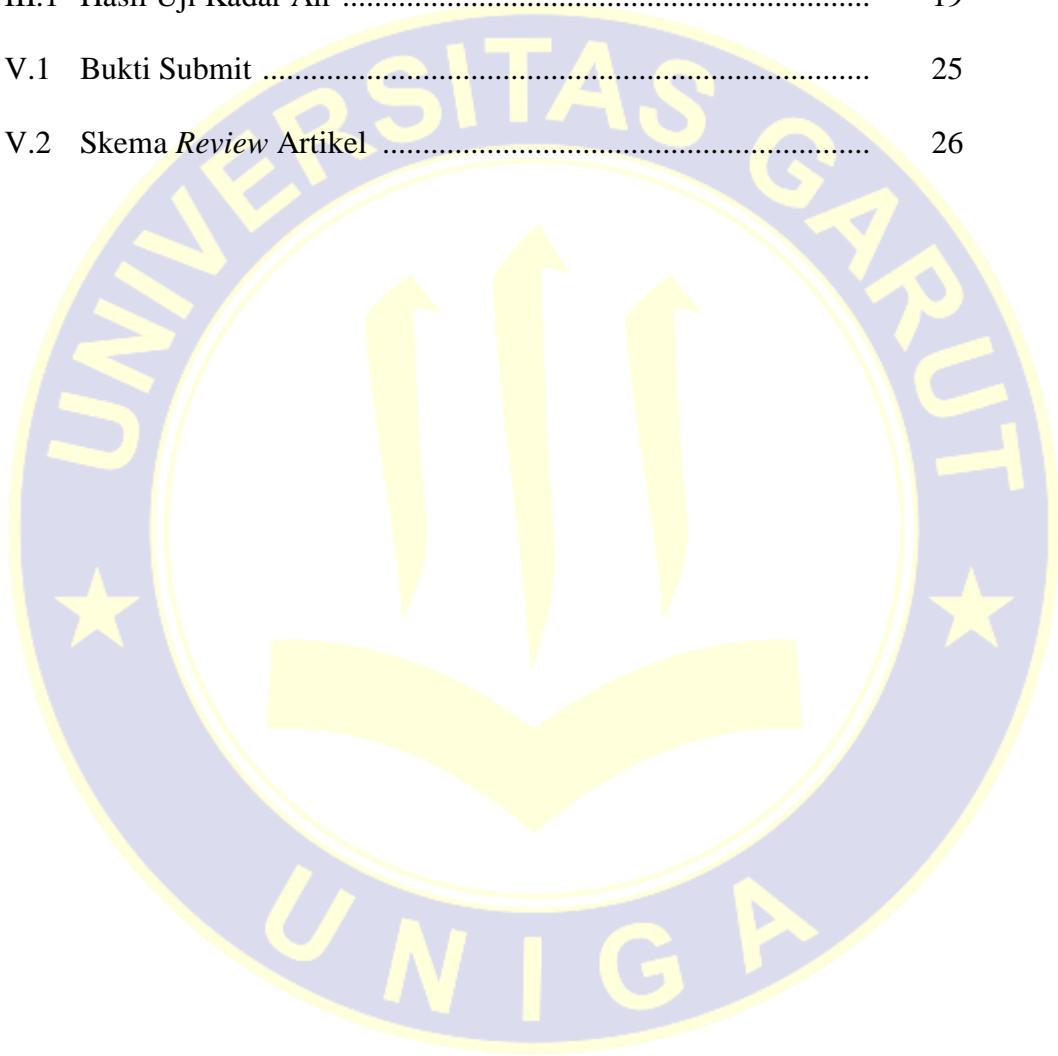 III.1 Hasil Uji Kadar Air ................................................................. 19
V.1 Bukti Submit ............................................................................ 25
V.2 Skema Review Artikel ............................................................. 26
UNIVERSITAS GARUT
UNIGA